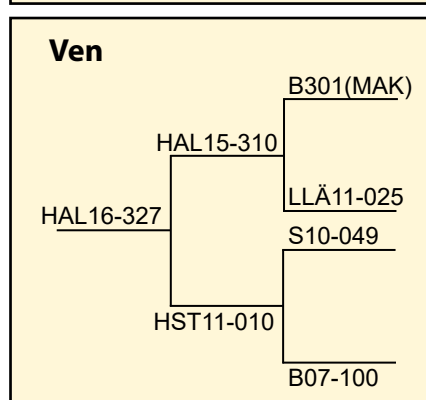 Ven
B301(MAK)
HAL15-310
LLÄ11-025
HAL16-327
S10-049
HST11-010
B07-100